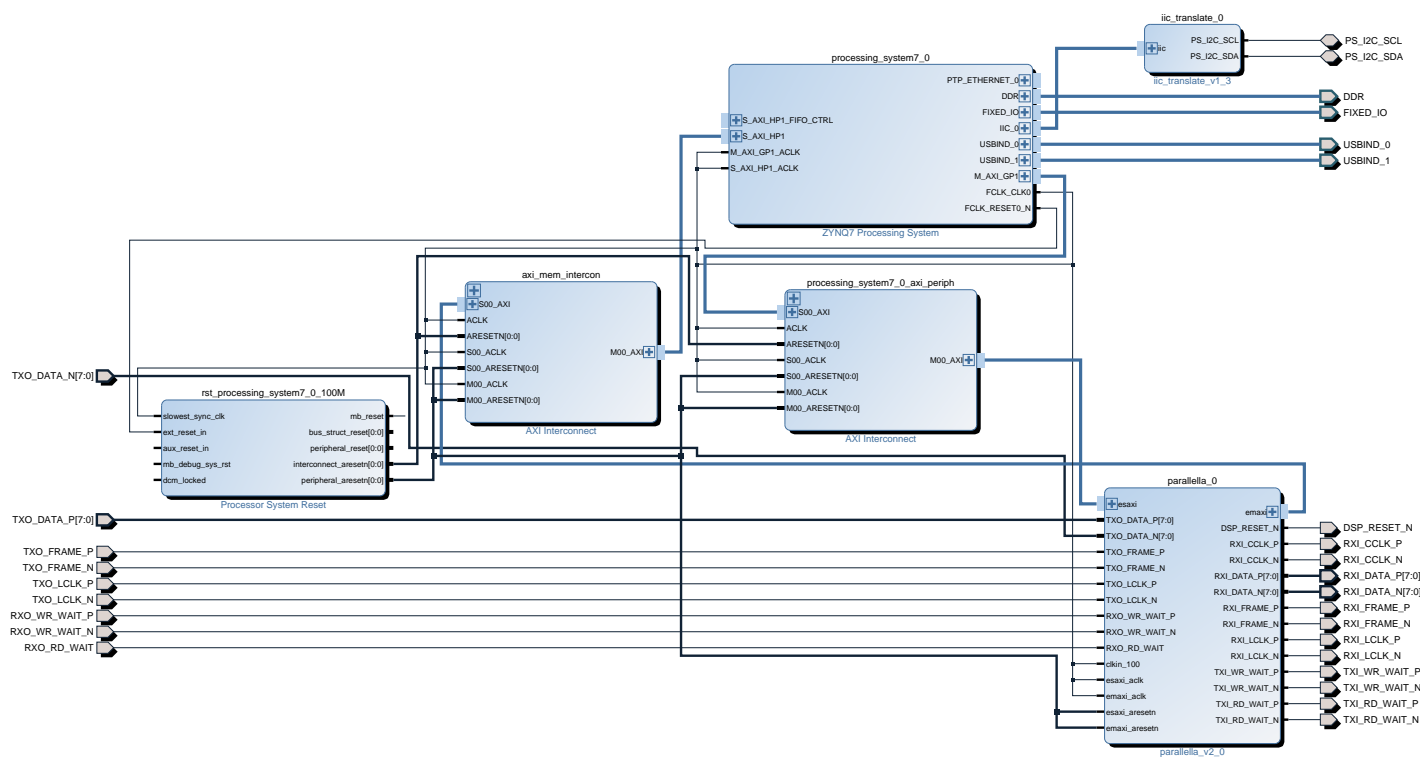 iic_translate_0
iic
PS_I2C_SCL
PS_I2C_SDA
iic_translate_v1_3
PS_I2C_SCL
PS_I2C_SDA
processing_system7_0
S_AXI_HP1_FIFO_CTRL
S_AXI_HP1
M_AXI_GP1_ACLK
S_AXI_HP1_ACLK
PTP_ETHERNET_0
DDR
FIXED_IO
IIC_0
USBIND_0
USBIND_1
M_AXI_GP1
FCLK_CLK0
FCLK_RESET0_N
ZYNQ7 Processing System
DDR
FIXED_IO
USBIND_0
USBIND_1
axi_mem_intercon
S00_AXI
ACLK
ARESETN[0:0]
S00_ACLK
S00_ARESETN[0:0]
M00_ACLK
M00_ARESETN[0:0]
M00_AXI
AXI Interconnect
processing_system7_0_axi_periph
S00_AXI
ACLK
ARESETN[0:0]
S00_ACLK
S00_ARESETN[0:0]
M00_ACLK
M00_ARESETN[0:0]
M00_AXI
AXI Interconnect
TXO_DATA_N[7:0]
rst_processing_system7_0_100M
slowest_sync_clk
ext_reset_in
aux_reset_in
mb_debug_sys_rst
dcm_locked
mb_reset
bus_struct_reset[0:0]
peripheral_reset[0:0]
interconnect_aresetn[0:0]
peripheral_aresetn[0:0]
Processor System Reset
TXO_DATA_P[7:0]
TXO_FRAME_P
TXO_FRAME_N
TXO_LCLK_P
TXO_LCLK_N
RXO_WR_WAIT_P
RXO_WR_WAIT_N
RXO_RD_WAIT
parallella_0
esaxi
TXO_DATA_P[7:0]
TXO_DATA_N[7:0]
TXO_FRAME_P
TXO_FRAME_N
TXO_LCLK_P
TXO_LCLK_N
RXO_WR_WAIT_P
RXO_WR_WAIT_N
RXO_RD_WAIT
clkin_100
esaxi_aclk
emaxi_aclk
esaxi_aresetn
emaxi_aresetn
emaxi
DSP_RESET_N
RXI_CCLK_P
RXI_CCLK_N
RXI_DATA_P[7:0]
RXI_DATA_N[7:0]
RXI_FRAME_P
RXI_FRAME_N
RXI_LCLK_P
RXI_LCLK_N
TXI_WR_WAIT_P
TXI_WR_WAIT_N
TXI_RD_WAIT_P
TXI_RD_WAIT_N
parallella_v2_0
DSP_RESET_N
RXI_CCLK_P
RXI_CCLK_N
RXI_DATA_P[7:0]
RXI_DATA_N[7:0]
RXI_FRAME_P
RXI_FRAME_N
RXI_LCLK_P
RXI_LCLK_N
TXI_WR_WAIT_P
TXI_WR_WAIT_N
TXI_RD_WAIT_P
TXI_RD_WAIT_N